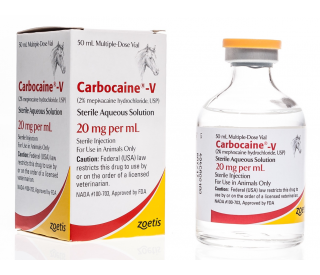 50 mL Multiple-Dose Vial
Carbocaine®-V
(2% mepivacaine hydrochloride, USP)
Sterile Aqueous Solution
20 mg per mL
Sterile Injection
For Use in Animals Only
Caution: Federal (USA) law
restricts this drug to use by
or on the order of a licensed
veterinarian.
NADA #100-703, Approved by FDA
zoetis
50 mL Multiple-Dose Vial
Carbocaine®-V
(2% mepivacaine hydrochloride, USP)
Sterile Aqueous Solution
20 mg per mL
Sterile Injection
For Use in Animals Only
Caution: Federal (USA) law restricts this drug to
use by or on the order of a licensed veterinarian.
NADA #100-703, Approved by FDA
zoetis